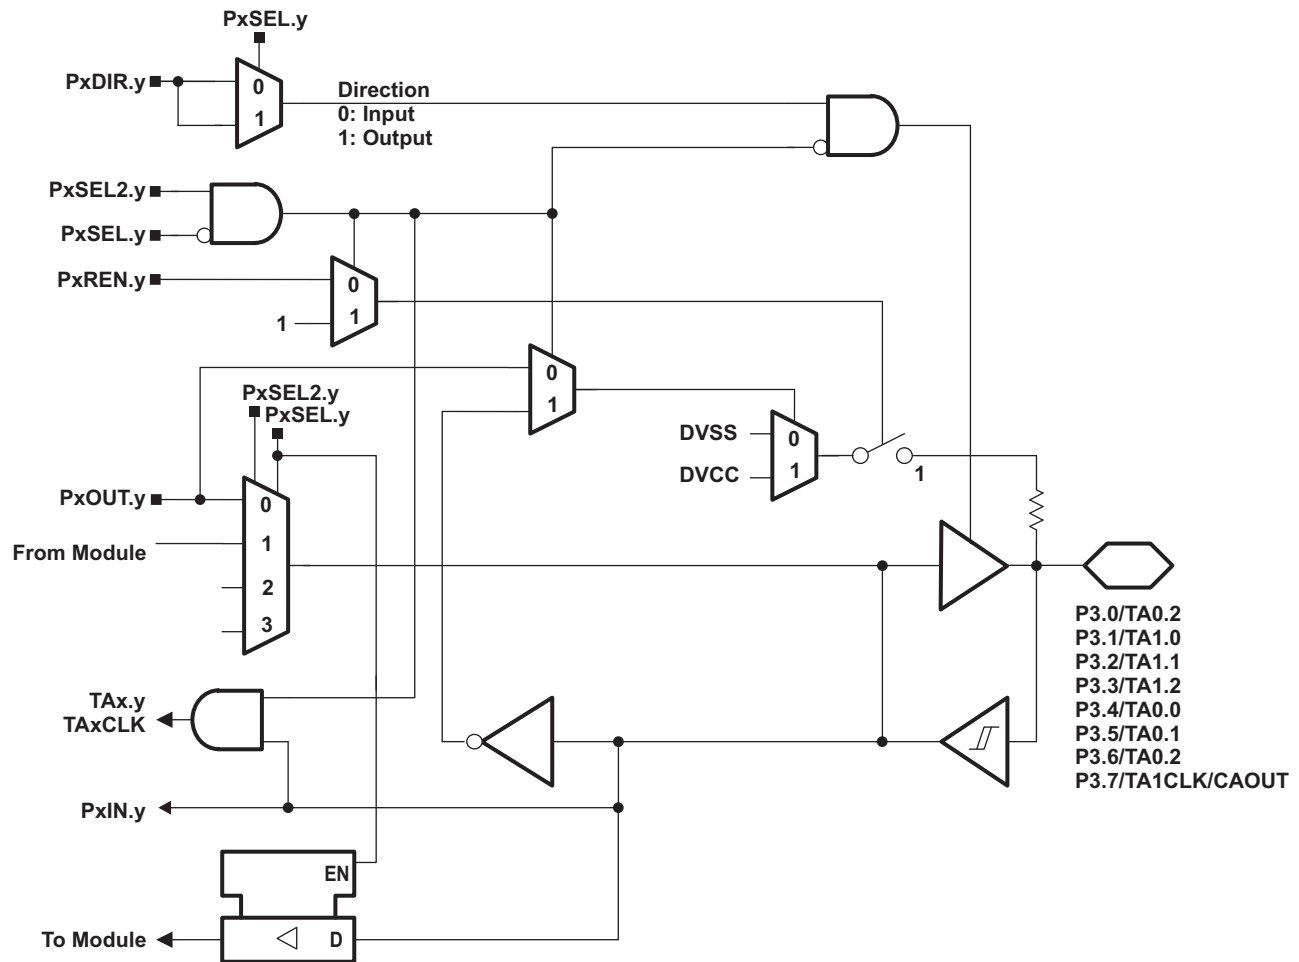 PxSEL.y
PxDIR.y
0
1
Direction
0: Input
1: Output
PxSEL2.y
PxSEL.y
PxREN.y
0
1
1
0
1
PxSEL2.y
PxSEL.y
DVSS
0
DVCC
1
1
PxOUT.y
0
From Module
1
2
3
P3.0/TA0.2
P3.1/TA1.0
P3.2/TA1.1
P3.3/TA1.2
P3.4/TA0.0
P3.5/TA0.1
P3.6/TA0.2
P3.7/TA1CLK/CAOUT
TAx.y
TAxCLK
PxIN.y
EN
To Module
D